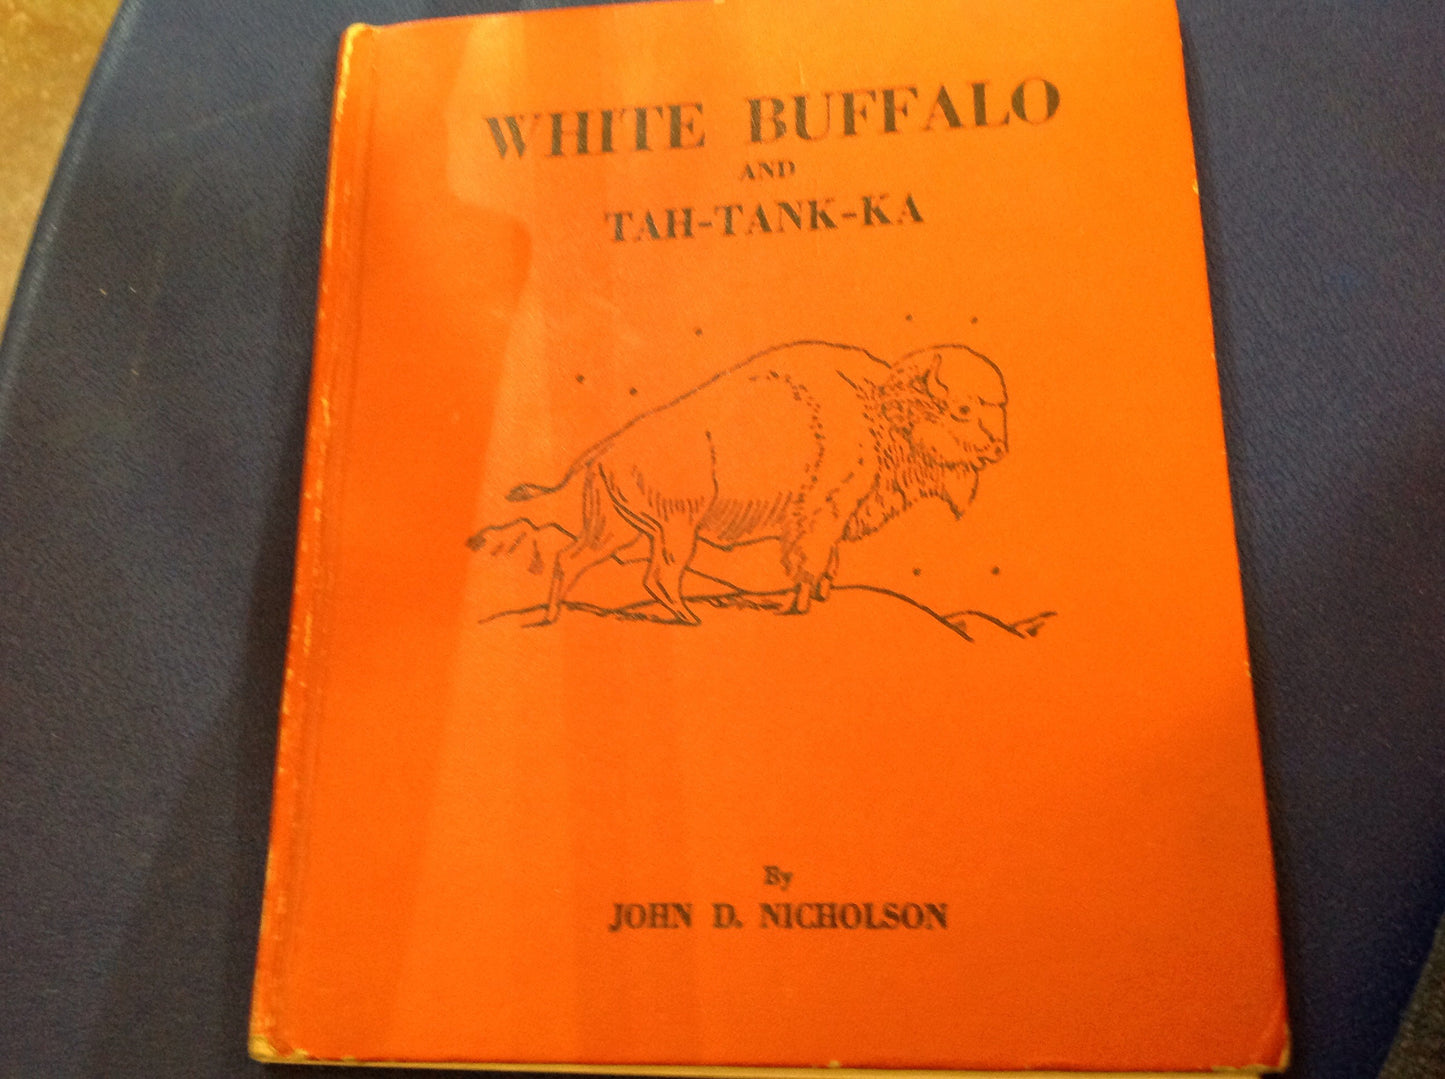 WHITE BUFFALO
AND
TAH-TANK-KA
By
JOHN D. NICHOLSON